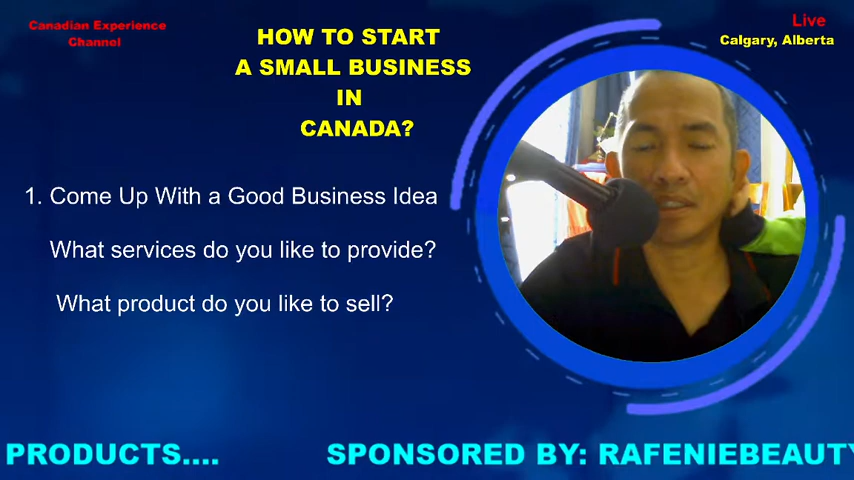 Canadian Experience
Channel
Live
Calgary, Alberta
HOW TO START
A SMALL BUSINESS
IN
CANADA?
1. Come Up With a Good Business Idea
What services do you like to provide?
What product do you like to sell?
PRODUCTS.... SPONSORED BY: RAFENIEBEAUTY